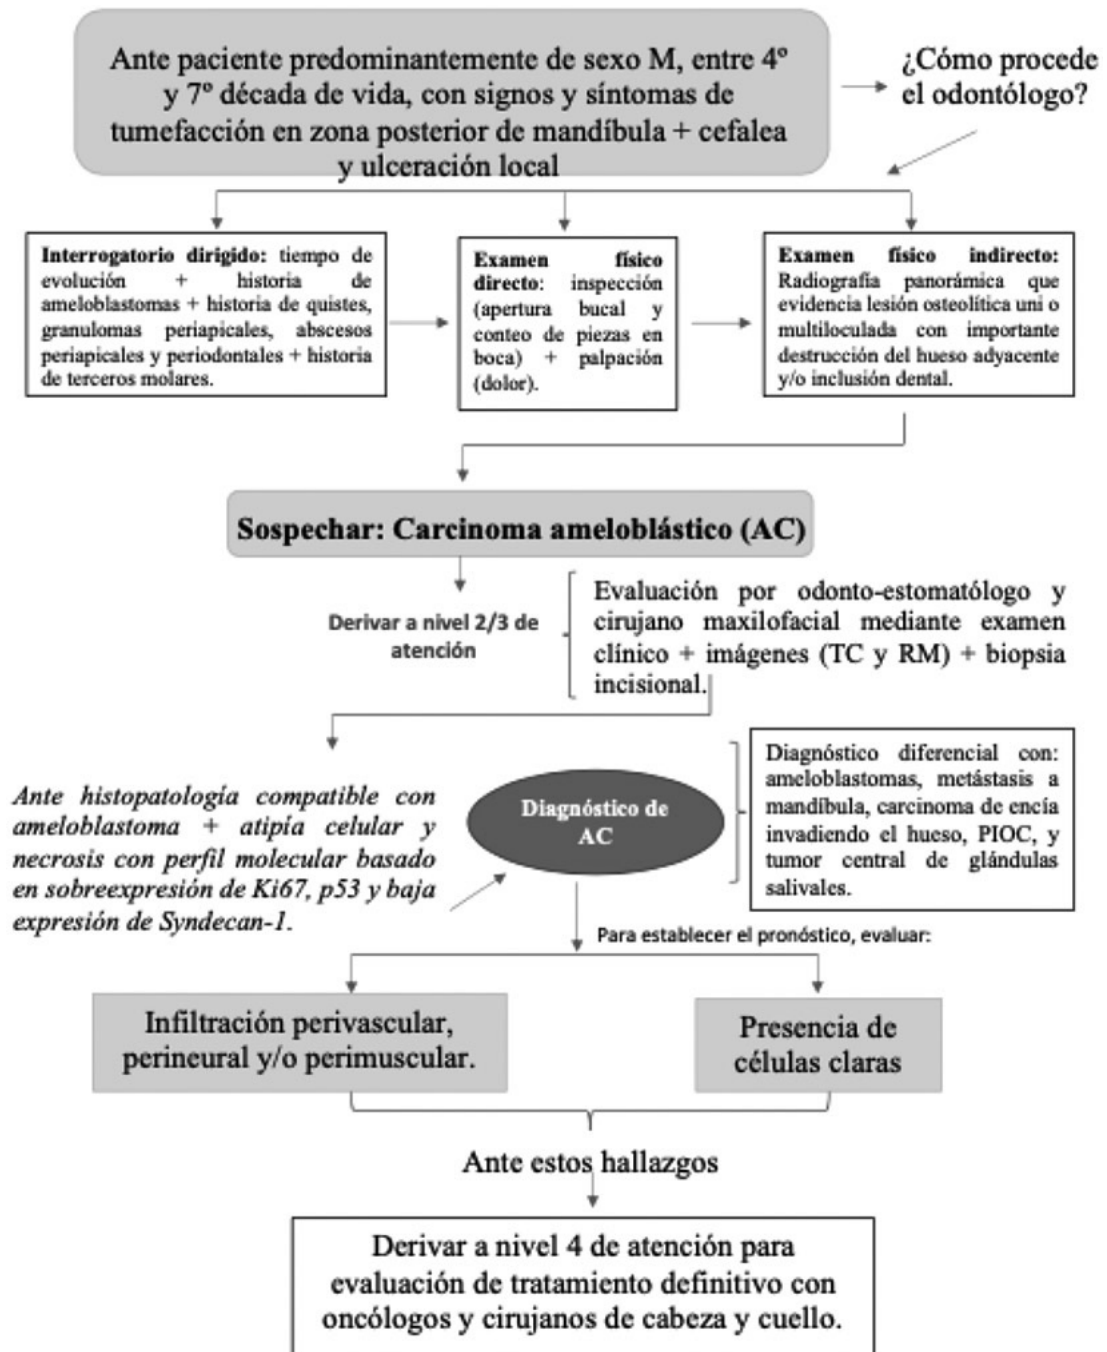 Ante paciente predominantemente de sexo M, entre 4º
y 7º década de vida, con signos y síntomas de
tumefacción en zona posterior de mandíbula + cefalea
y ulceración local
¿Cómo procede
el odontólogo?
Interrogatorio dirigido: tiempo de
evolución + historia de
ameloblastomas + historia de quistes,
granulomas periapicales, abscesos
periapicales y periodontales + historia
de terceros molares.
Examen físico
directo: inspección
(apertura bucal y
conteo de piezas en
boca) + palpación
(dolor).
Examen físico indirecto:
Radiografía panorámica que
evidencia lesión osteolítica uni o
multiloculada con importante
destrucción del hueso adyacente
y/o inclusión dental.
Sospechar: Carcinoma ameloblástico (AC)
Derivar a nivel 2/3 de
atención
Evaluación por odonto-estomatólogo y
cirujano maxilofacial mediante examen
clínico + imágenes (TC y RM) + biopsia
incisional.
Ante histopatología compatible con
ameloblastoma + atipía celular y
necrosis con perfil molecular basado
en sobreexpresión de Ki67, p53 y baja
expresión de Syndecan-1.
Diagnóstico de
AC
Diagnóstico diferencial con:
ameloblastomas, metástasis a
mandíbula, carcinoma de encía
invadiendo el hueso, PIOC, y
tumor central de glándulas
salivales.
Para establecer el pronóstico, evaluar:
Infiltración perivascular,
perineural y/o perimuscular.
Presencia de
células claras
Ante estos hallazgos
Derivar a nivel 4 de atención para
evaluación de tratamiento definitivo con
oncólogos y cirujanos de cabeza y cuello.